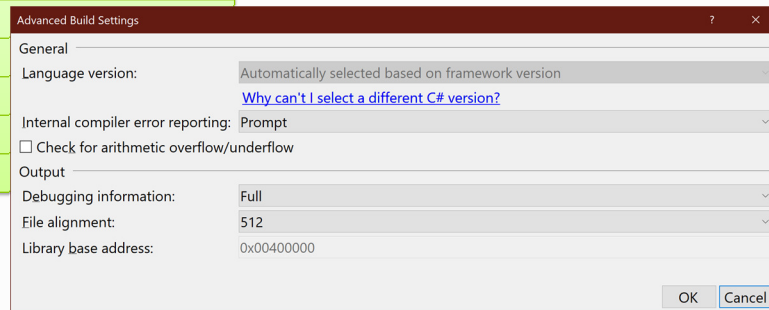 Advanced Build Settings ? ×
General
Language version: Automatically selected based on framework version
Why can't I select a different C# version?
Internal compiler error reporting: Prompt
Check for arithmetic overflow/underflow
Output
Debugging information: Full
File alignment: 512
Library base address: 0x00400000
OK Cancel